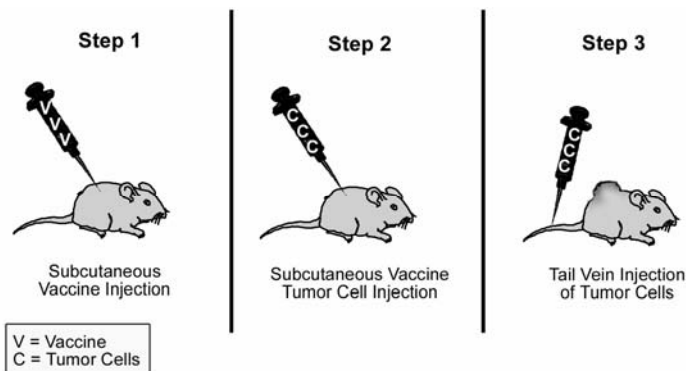 Step 1
V V V
Subcutaneous
Vaccine Injection
Step 2
C C C
Subcutaneous Vaccine
Tumor Cell Injection
Step 3
C C C
Tail Vein Injection
of Tumor Cells
V = Vaccine
C = Tumor Cells